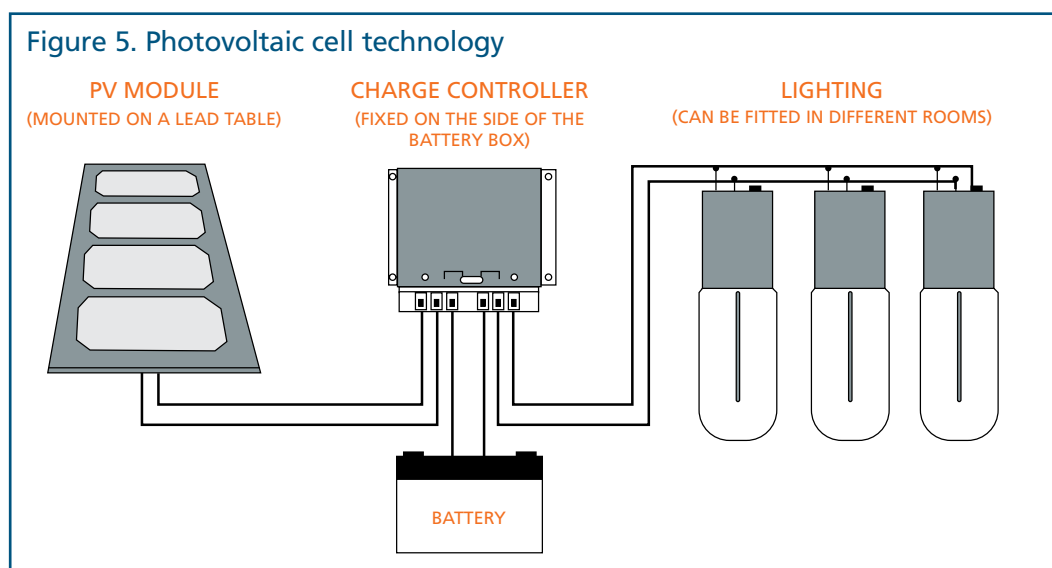 Figure 5. Photovoltaic cell technology
PV MODULE
(MOUNTED ON A LEAD TABLE)
CHARGE CONTROLLER
(FIXED ON THE SIDE OF THE
BATTERY BOX)
LIGHTING
(CAN BE FITTED IN DIFFERENT ROOMS)
BATTERY